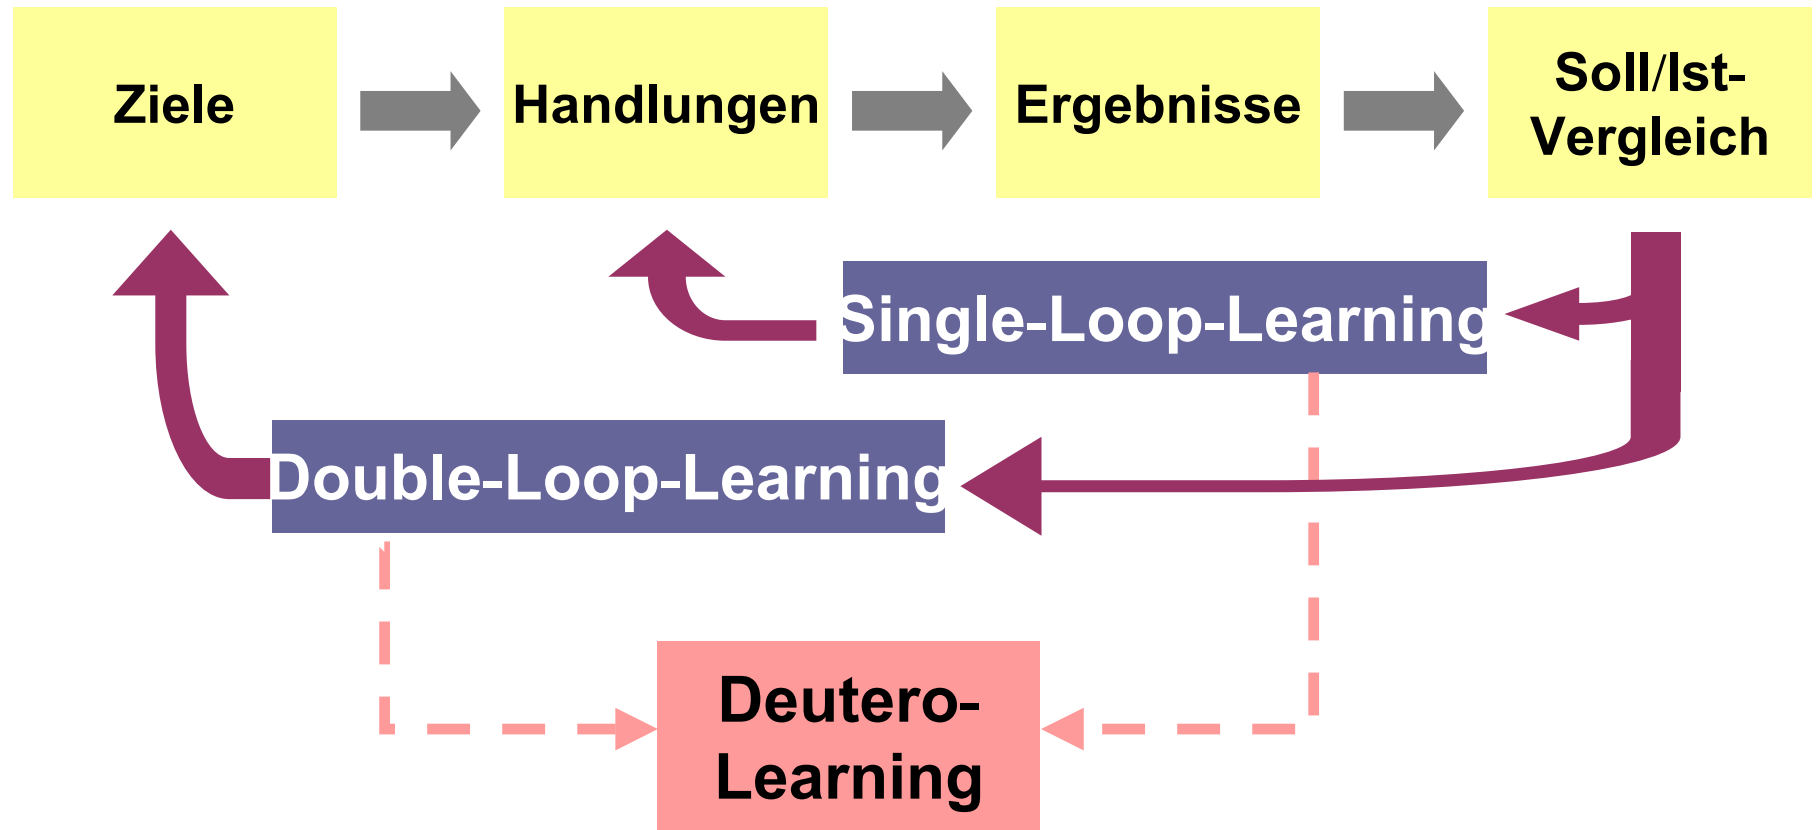 Ziele
Handlungen
Ergebnisse
Soll/Ist-
Vergleich
Single-Loop-Learning
Double-Loop-Learning
Deutero-
Learning